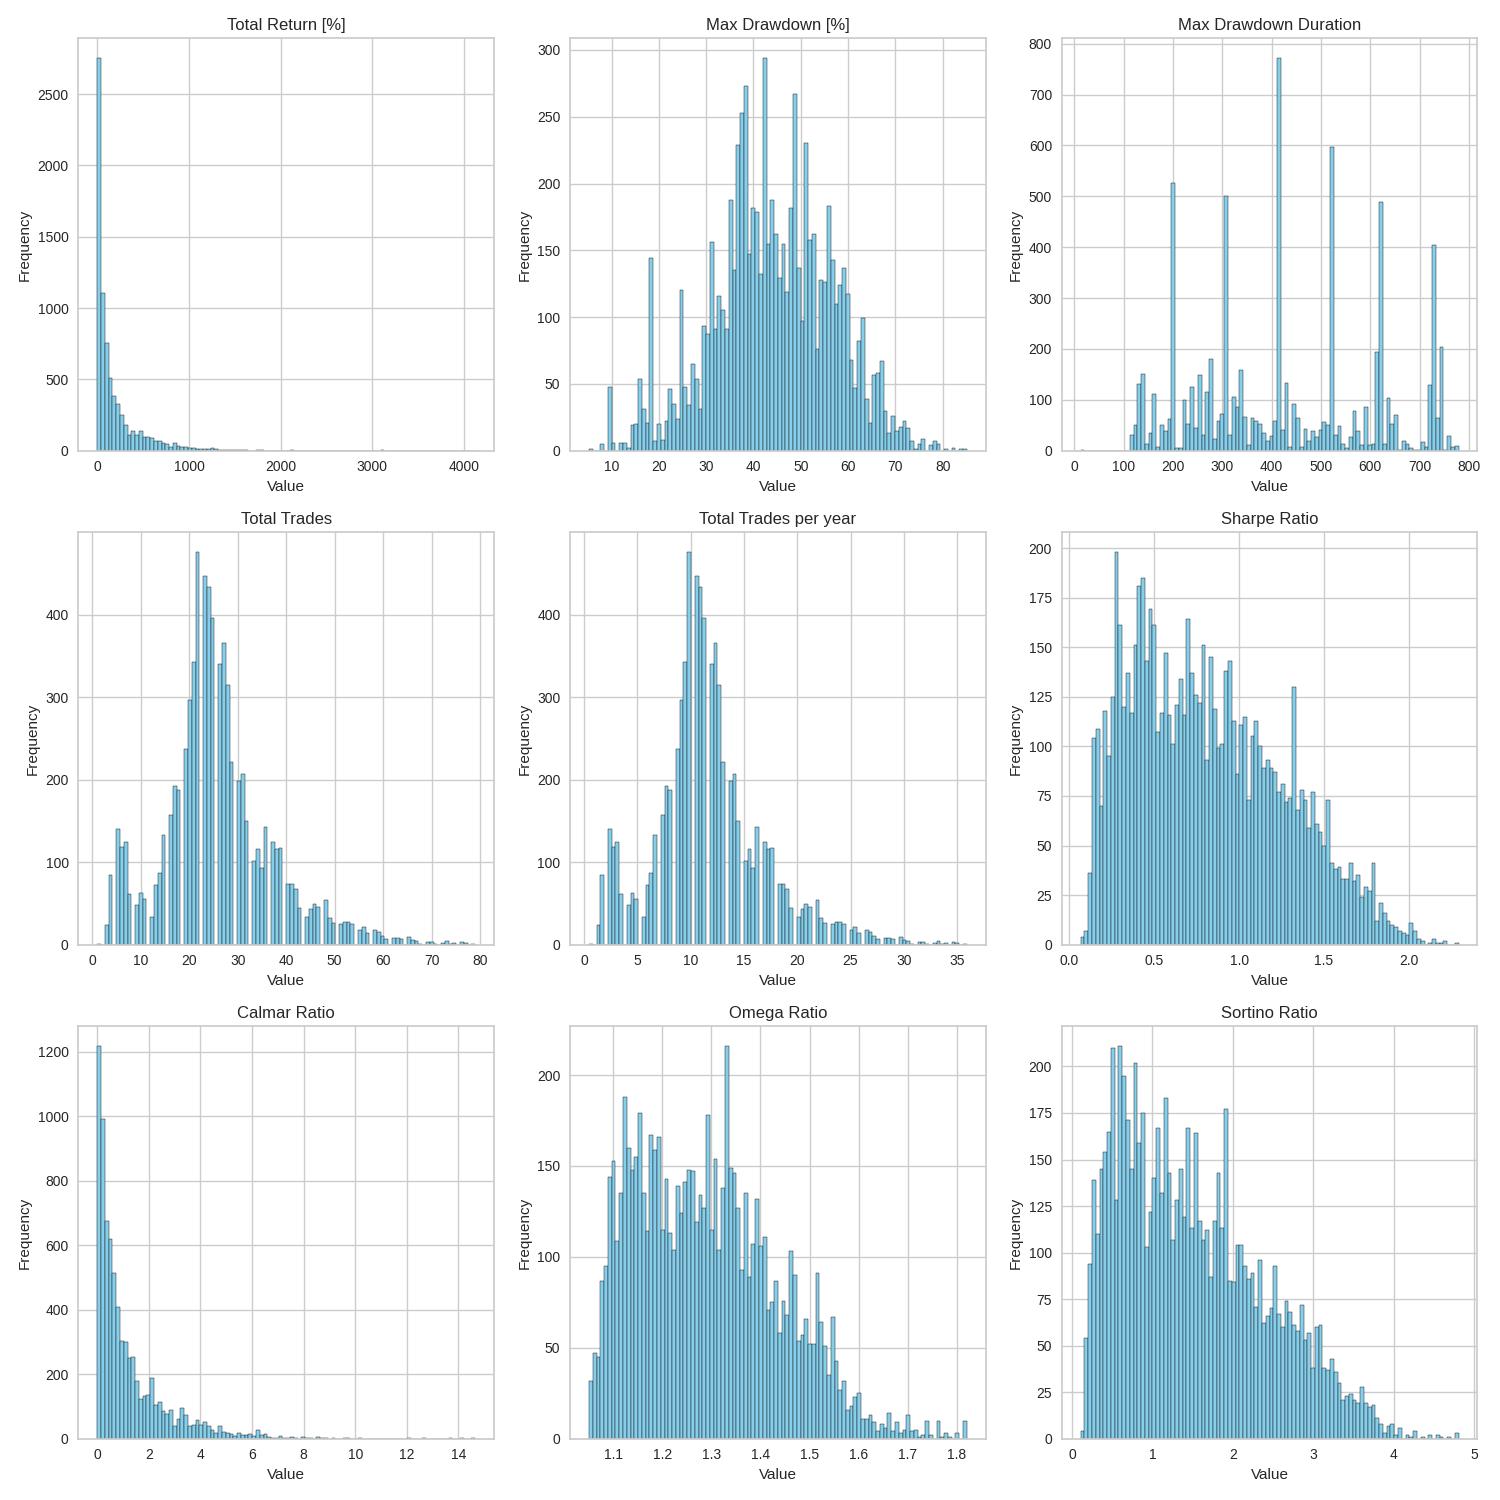 Total Return [%]
Frequency
2500
2000
1500
1000
500
0
0 1000 2000 3000 4000
Value
Max Drawdown [%]
Frequency
300
250
200
150
100
50
0
10 20 30 40 50 60 70 80
Value
Max Drawdown Duration
Frequency
800
700
600
500
400
300
200
100
0
0 100 200 300 400 500 600 700 800
Value
Total Trades
Frequency
400
300
200
100
0
0 10 20 30 40 50 60 70 80
Value
Total Trades per year
Frequency
400
300
200
100
0
0 5 10 15 20 25 30 35
Value
Sharpe Ratio
Frequency
200
175
150
125
100
75
50
25
0
0.0 0.5 1.0 1.5 2.0
Value
Calmar Ratio
Frequency
1200
1000
800
600
400
200
0
0 2 4 6 8 10 12 14
Value
Omega Ratio
Frequency
200
150
100
50
0
1.1 1.2 1.3 1.4 1.5 1.6 1.7 1.8
Value
Sortino Ratio
Frequency
200
175
150
125
100
75
50
25
0
0 1 2 3 4 5
Value